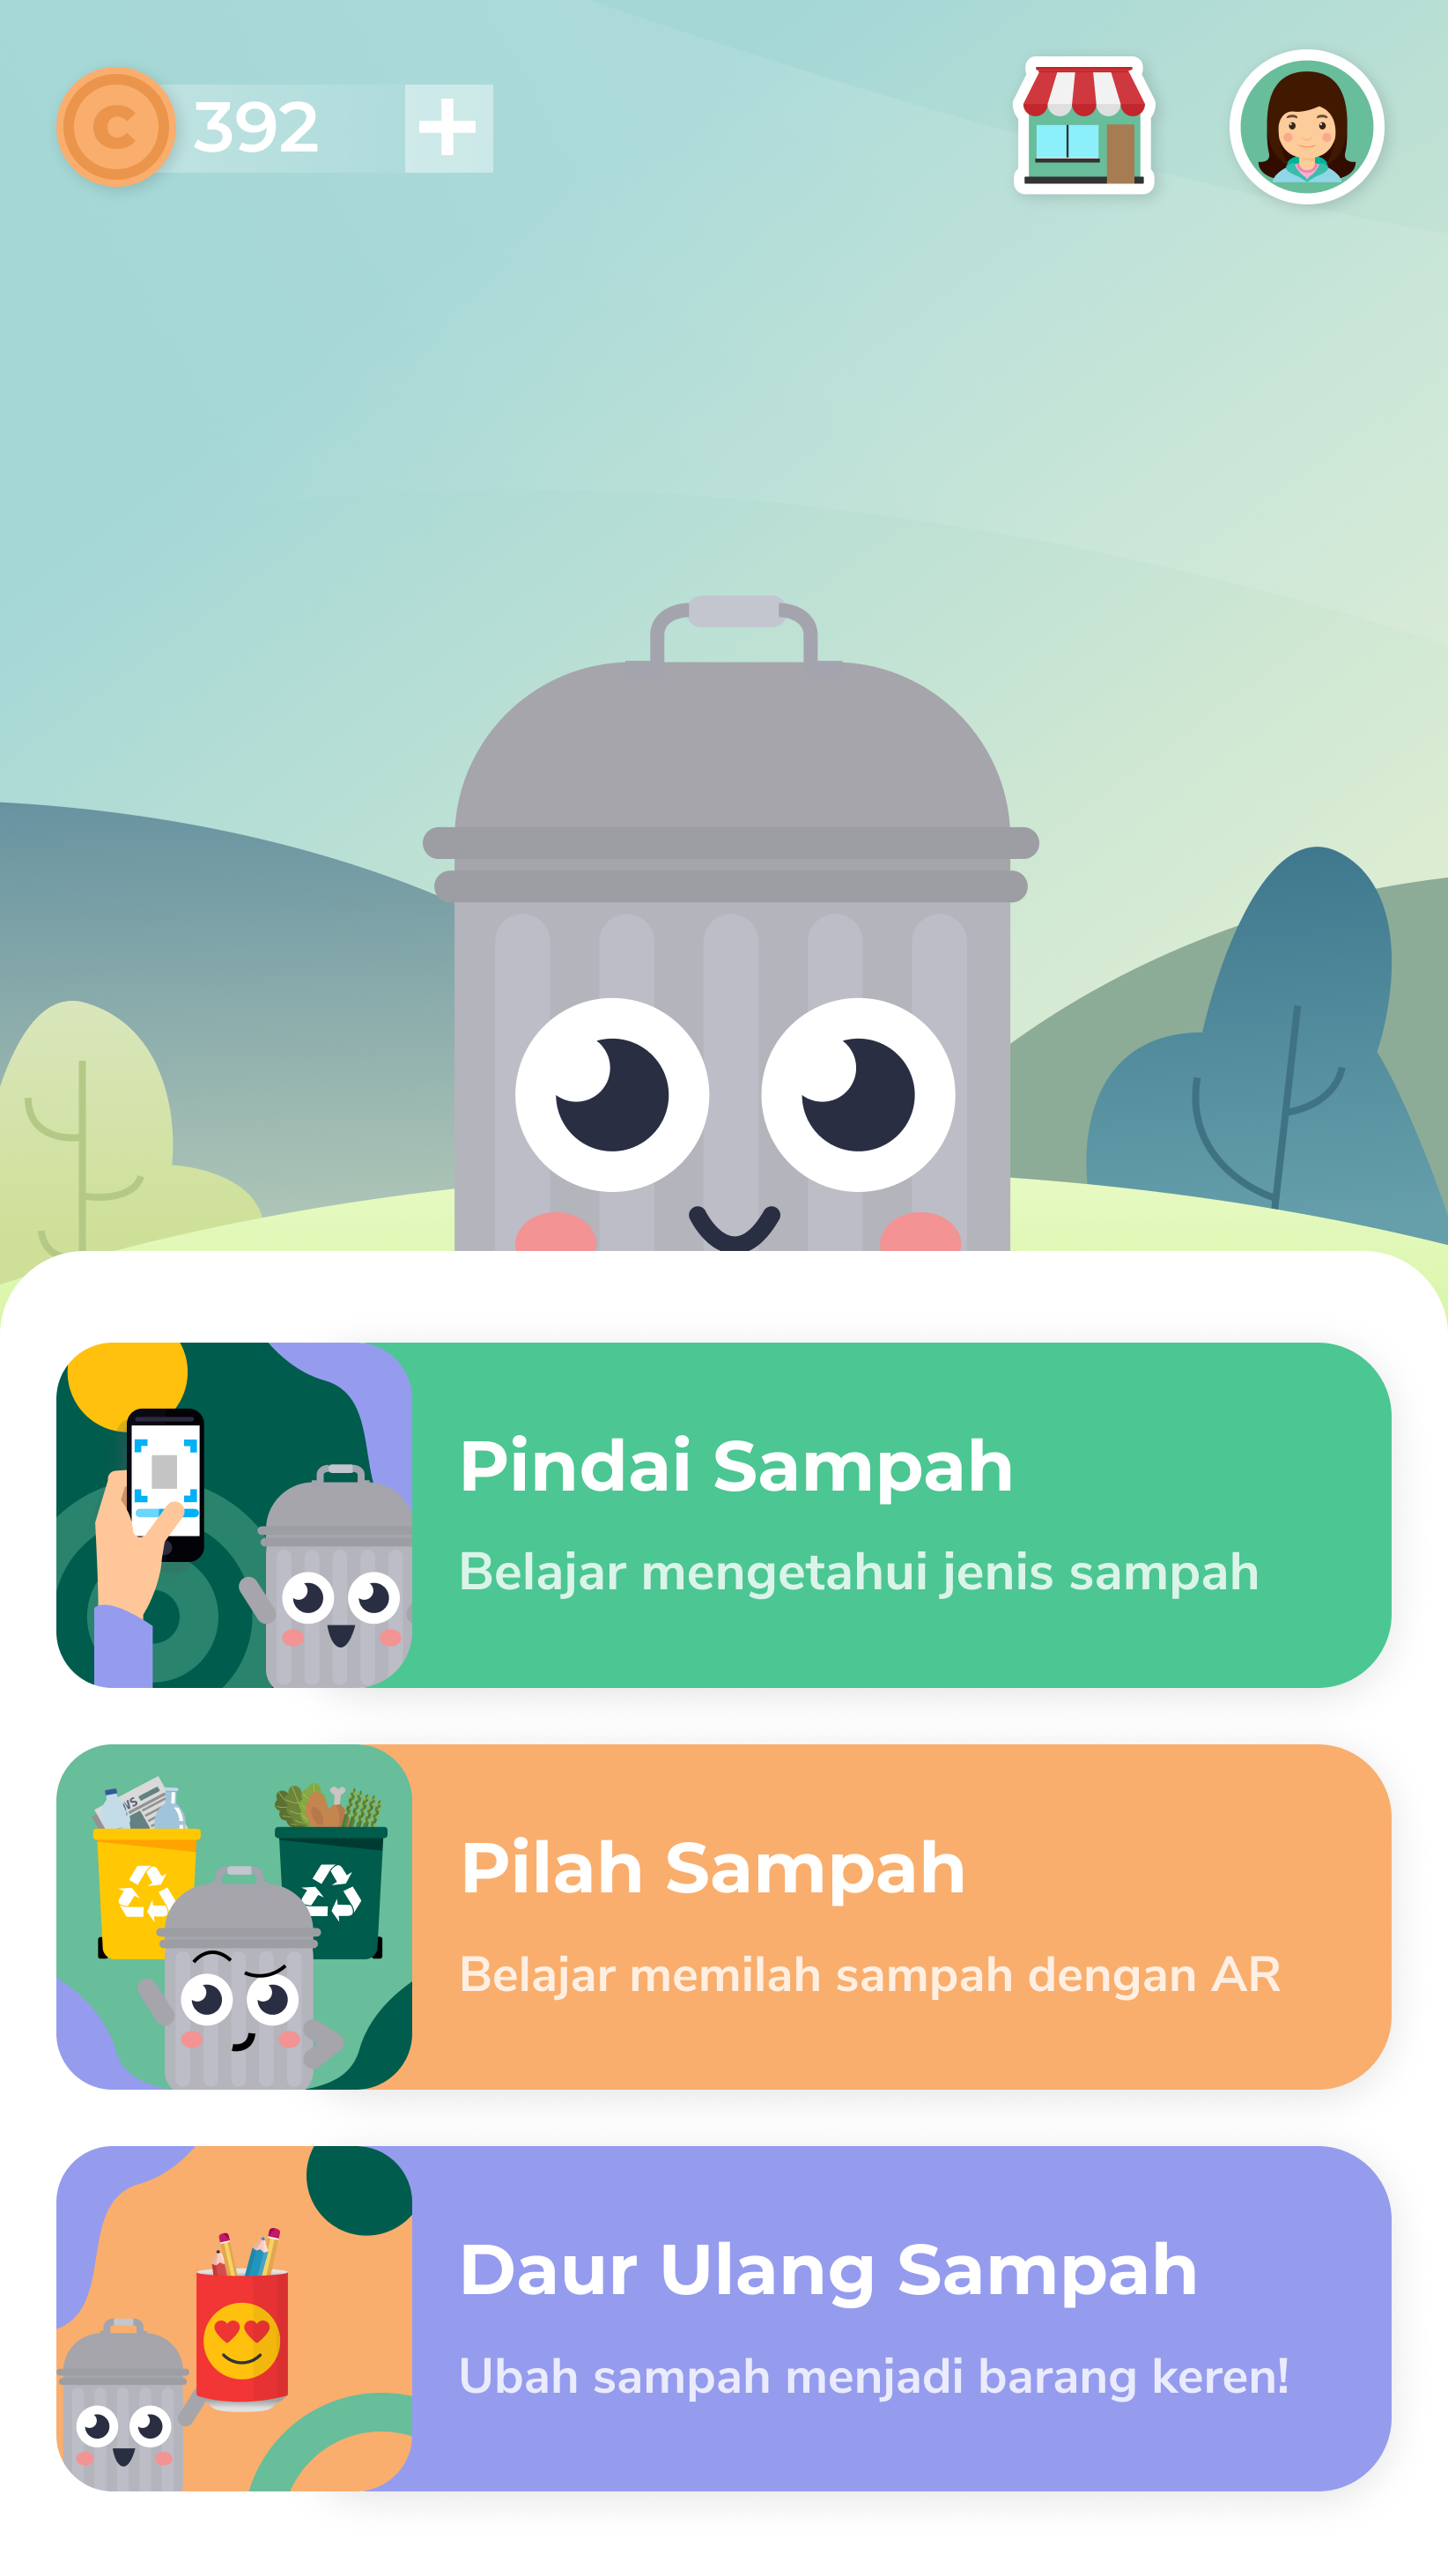 C 392 +
Pindai Sampah
Belajar mengetahui jenis sampah
Pilah Sampah
Belajar memilah sampah dengan AR
Daur Ulang Sampah
Ubah sampah menjadi barang keren!